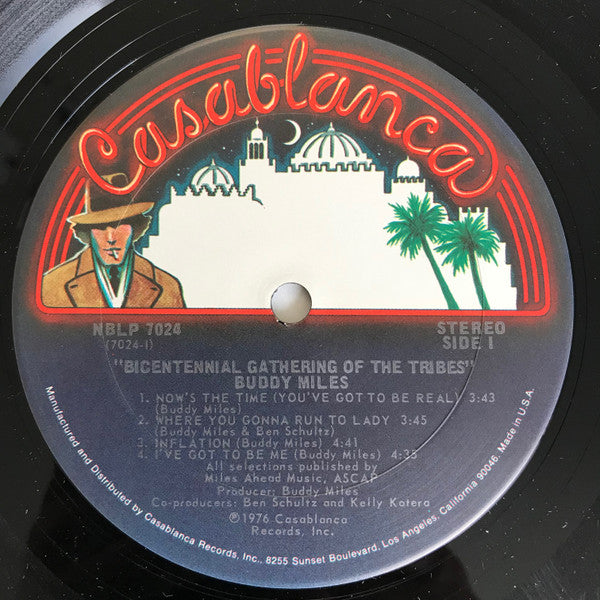 Casablanca
NBLP 7024
(7024-1)
STEREO
SIDE 1
"BICENTENNIAL GATHERING OF THE TRIBES"
BUDDY MILES
1. NOW'S THE TIME (YOU'VE GOT TO BE REAL) 3:43
(Buddy Miles)
2. WHERE YOU GONNA RUN TO LADY 3:45
(Buddy Miles & Ben Schultz)
3. INFLATION (Buddy Miles) 4:41
4. I'VE GOT TO BE ME (Buddy Miles) 4:35
All selections published by
Miles Ahead Music, ASCAP
Producer: Buddy Miles
Co-producers: Ben Schultz and Kelly Kotera
℗1976 Casablanca
Records, Inc.
Manufactured and Distributed by Casablanca Records, Inc., 8255 Sunset Boulevard, Los Angeles, California 90046. Made in U.S.A.